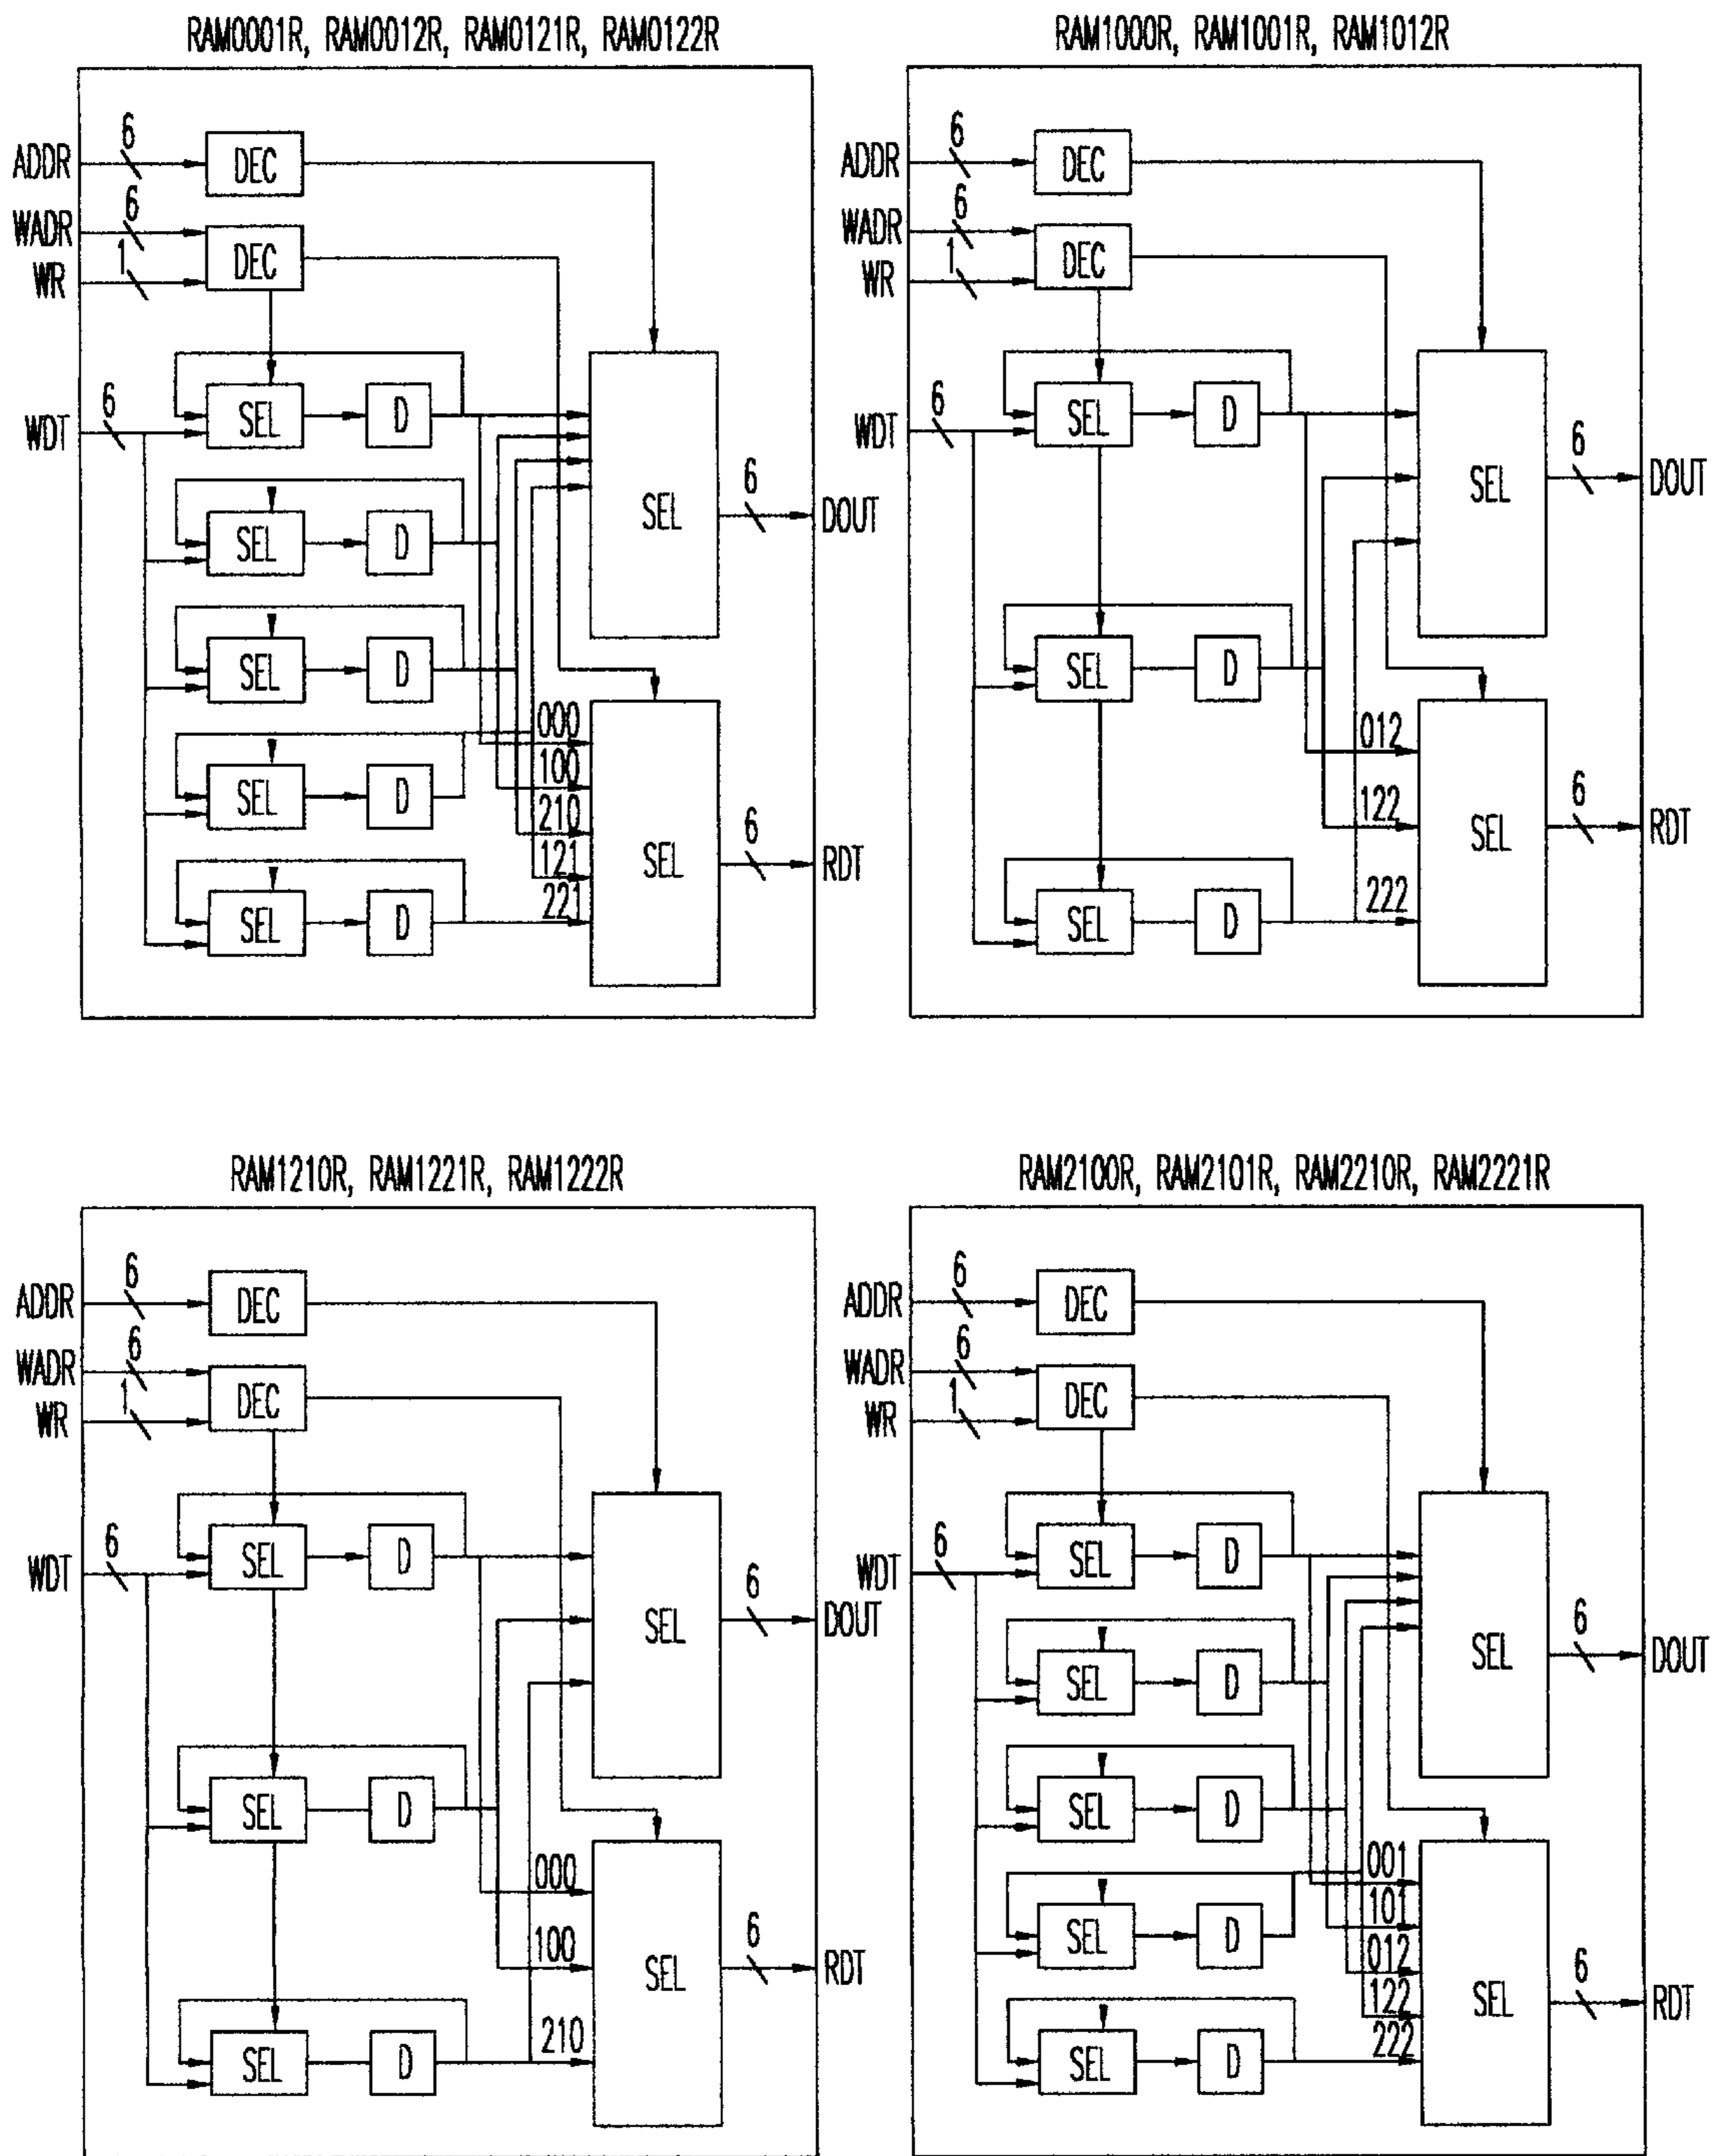 RAM0001R, RAM0012R, RAM0121R, RAM0122R
6
ADDR
DEC
6
WADR
DEC
1
WR
6
WDT
SEL
D
SEL
D
SEL
D
SEL
D
SEL
D
SEL
6
DOUT
000
100
210
121
221
SEL
6
RDT
RAM1000R, RAM1001R, RAM1012R
6
ADDR
DEC
6
WADR
DEC
1
WR
6
WDT
SEL
D
SEL
D
SEL
D
SEL
6
DOUT
012
122
222
SEL
6
RDT
RAM1210R, RAM1221R, RAM1222R
6
ADDR
DEC
6
WADR
DEC
1
WR
6
WDT
SEL
D
SEL
D
SEL
D
SEL
6
DOUT
000
100
210
SEL
6
RDT
RAM2100R, RAM2101R, RAM2210R, RAM2221R
6
ADDR
DEC
6
WADR
DEC
1
WR
6
WDT
SEL
D
SEL
D
SEL
D
SEL
D
SEL
D
SEL
6
DOUT
001
101
012
122
222
SEL
6
RDT